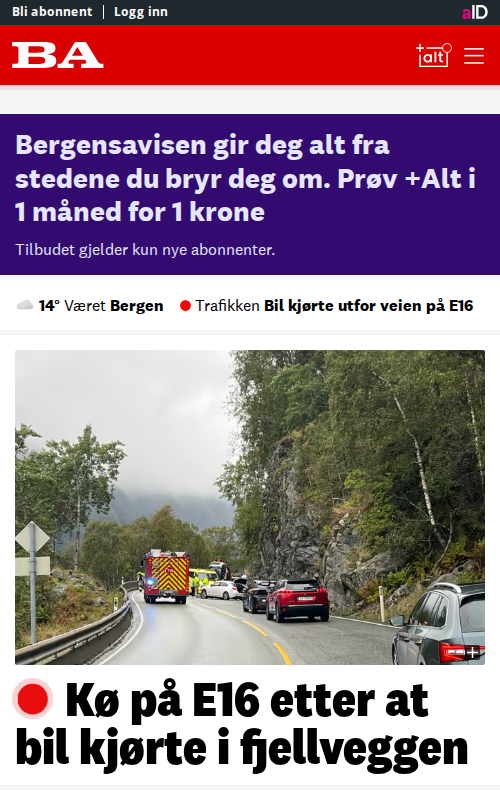 Bli abonnent | Logg inn aID
BA +alt
Bergensavisen gir deg alt fra
stedene du bryr deg om. Prøv +Alt i
1 måned for 1 krone
Tilbudet gjelder kun nye abonnenter.
14° Været Bergen Trafikken Bil kjørte utfor veien på E16
Kø på E16 etter at
bil kjørte i fjellveggen